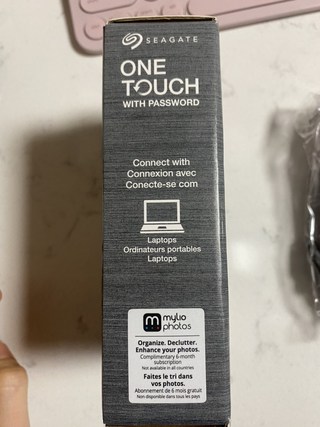 SEAGATE
ONE
TOUCH
WITH PASSWORD
Connect with
Connexion avec
Conecte-se com
Laptops
Ordinateurs portables
Laptops
m mylio
photos
Organize. Declutter.
Enhance your photos.
Complimentary 6-month
subscription
Not available in all countries
Faites le tri dans
vos photos.
Abonnement de 6 mois gratuit
Non disponible dans tous les pays